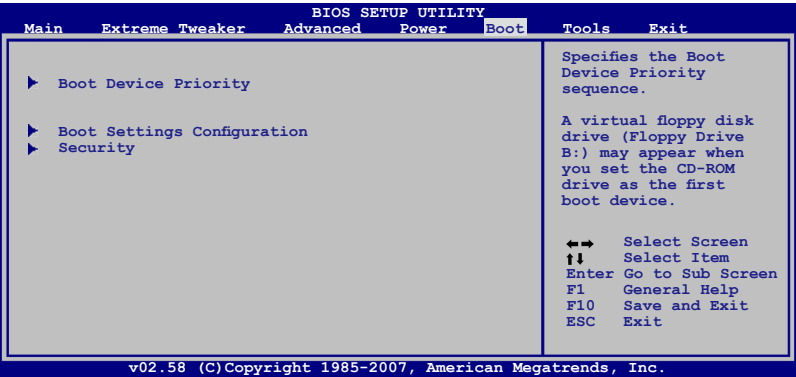 BIOS SETUP UTILITY
Main Extreme Tweaker Advanced Power Boot Tools Exit
Boot Device Priority
Boot Settings Configuration
Security
Specifies the Boot
Device Priority
sequence.
A virtual floppy disk
drive (Floppy Drive
B:) may appear when
you set the CD-ROM
drive as the first
boot device.
←→ Select Screen
↑↓ Select Item
Enter Go to Sub Screen
F1 General Help
F10 Save and Exit
ESC Exit
v02.58 (C)Copyright 1985-2007, American Megatrends, Inc.